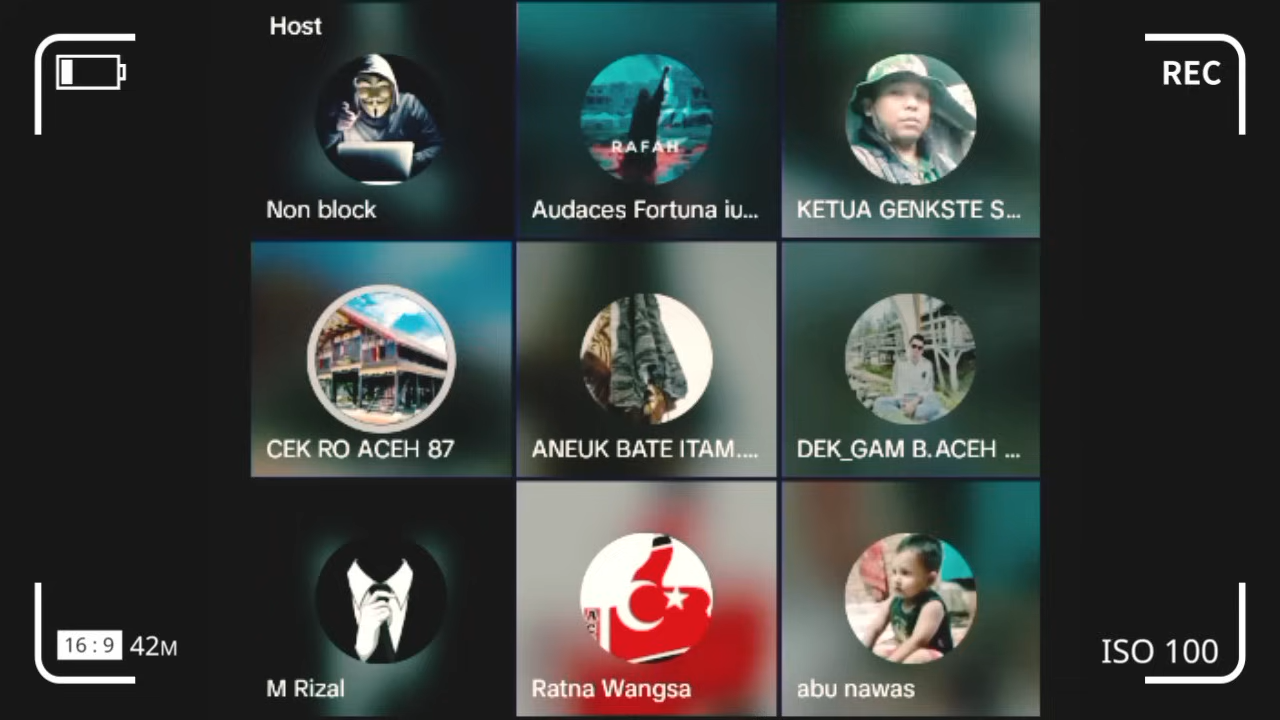 Host
REC
RAFAH
Non block
Audaces Fortuna iu...
KETUA GENKSTE S...
CEK RO ACEH 87
ANEUK BATE ITAM....
DEK_GAM B.ACEH ...
16:9 42M
ISO 100
M Rizal
Ratna Wangsa
abu nawas